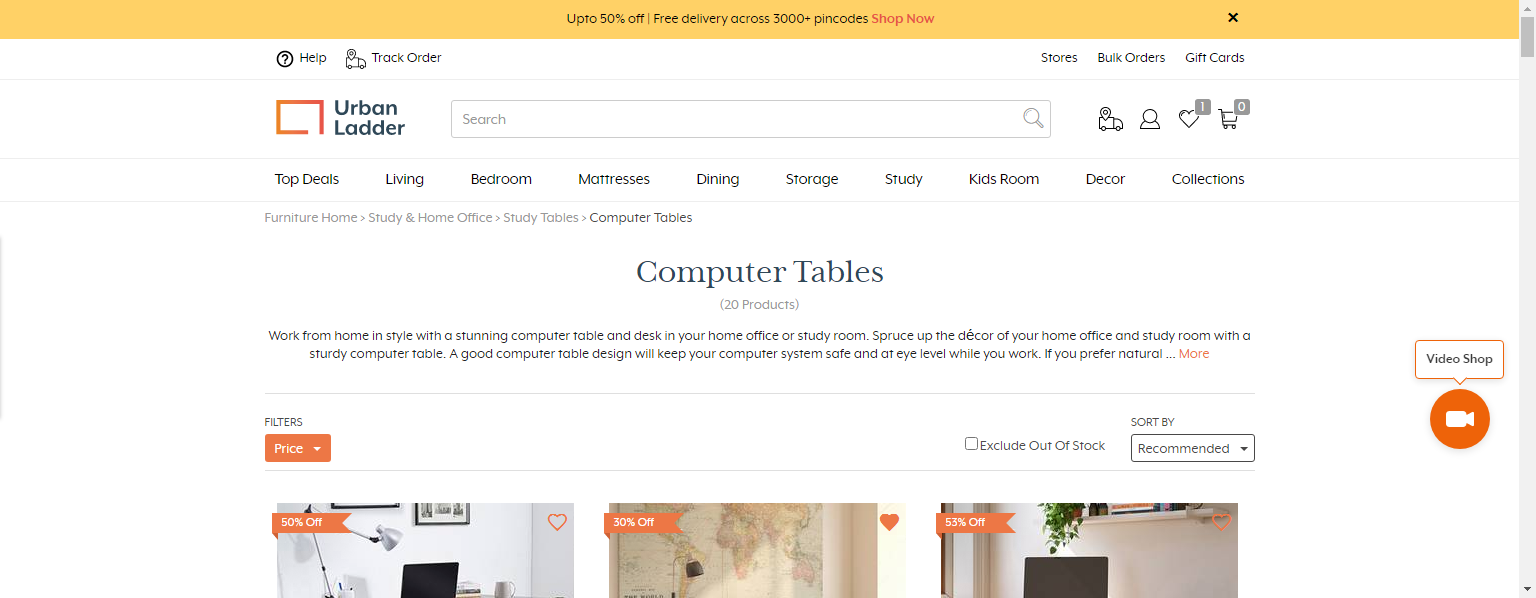 Upto 50% off | Free delivery across 3000+ pincodes Shop Now
Help
Track Order
Stores
Bulk Orders
Gift Cards
Urban
Ladder
Search
1
0
Top Deals
Living
Bedroom
Mattresses
Dining
Storage
Study
Kids Room
Decor
Collections
Furniture Home > Study & Home Office > Study Tables > Computer Tables
Computer Tables
(20 Products)
Work from home in style with a stunning computer table and desk in your home office or study room. Spruce up the décor of your home office and study room with a
sturdy computer table. A good computer table design will keep your computer system safe and at eye level while you work. If you prefer natural ... More
Video Shop
FILTERS
Price
Exclude Out Of Stock
SORT BY
Recommended
50% Off
30% Off
53% Off
THE WORLD